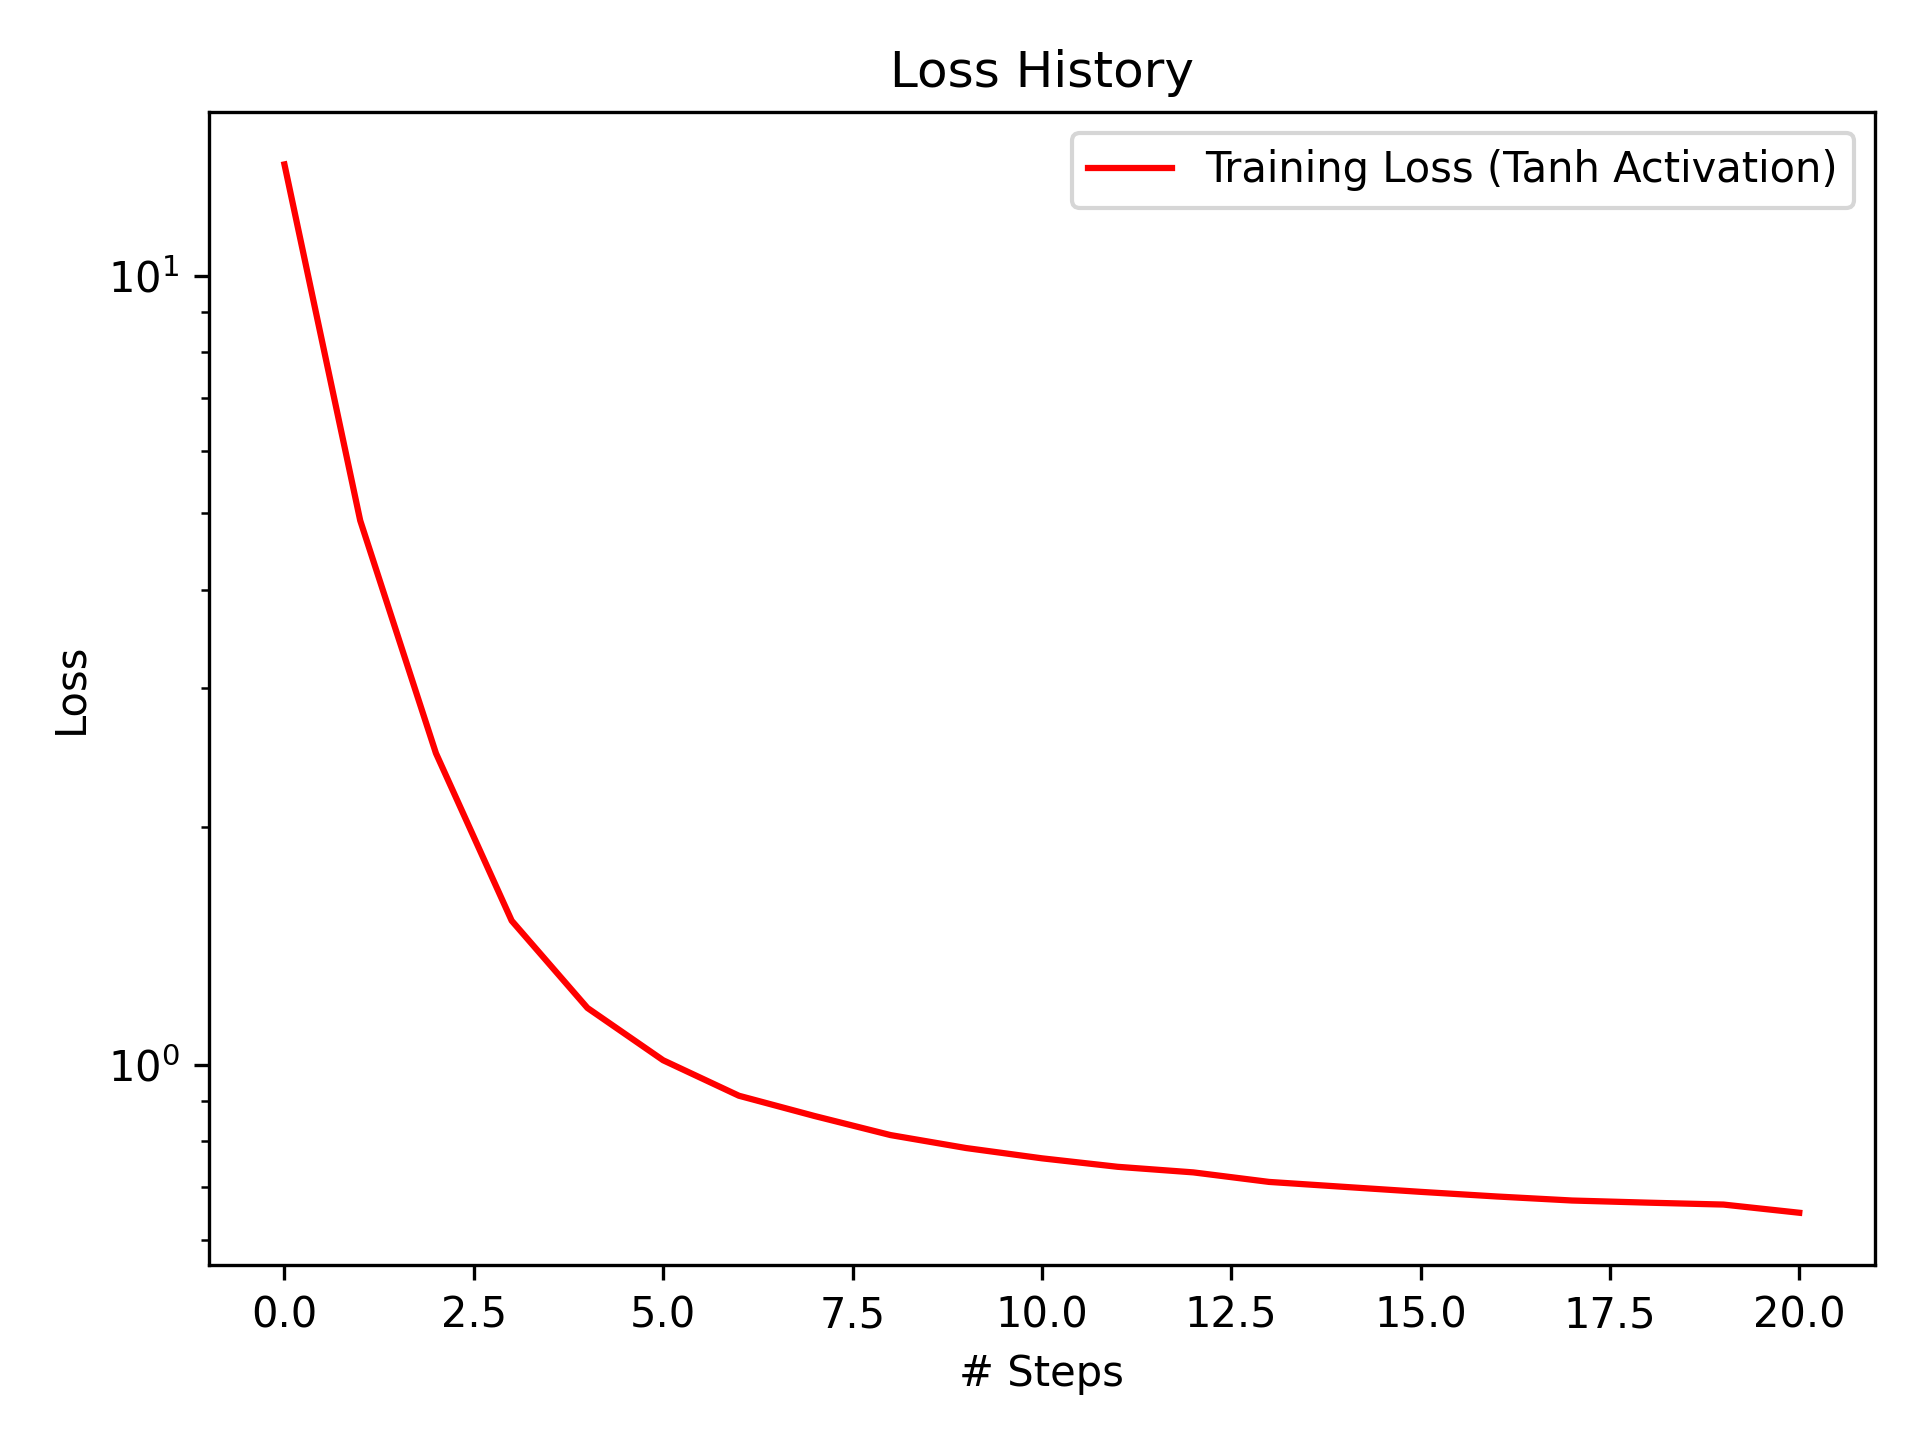 Loss History
Training Loss (Tanh Activation)
10¹
10⁰
Loss
0.0 2.5 5.0 7.5 10.0 12.5 15.0 17.5 20.0
# Steps